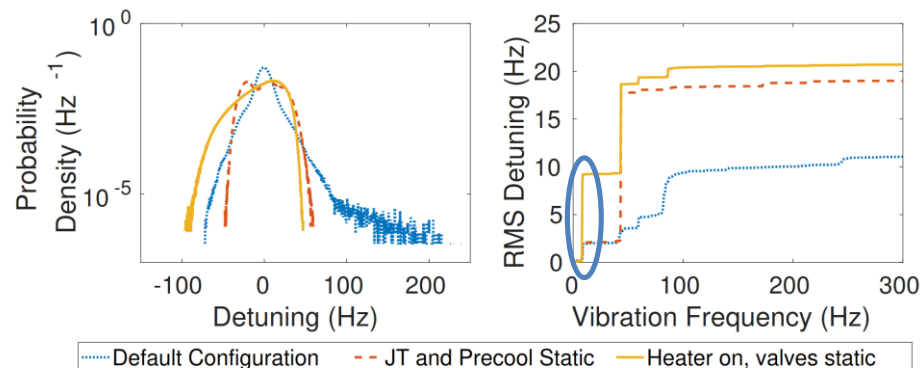 10^0
10^-5
Probability
Density (Hz^-1)
-100 0 100 200
Detuning (Hz)
25
20
15
10
5
0
RMS Detuning (Hz)
0 100 200 300
Vibration Frequency (Hz)
Default Configuration JT and Precool Static Heater on, valves static